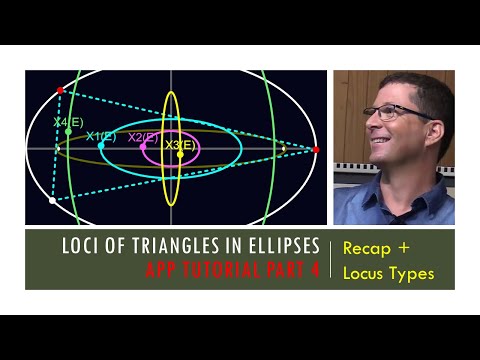 X4(E)
X1(E)
X2(E)
X3(E)
LOCI OF TRIANGLES IN ELLIPSES
APP TUTORIAL PART 4
Recap +
Locus Types